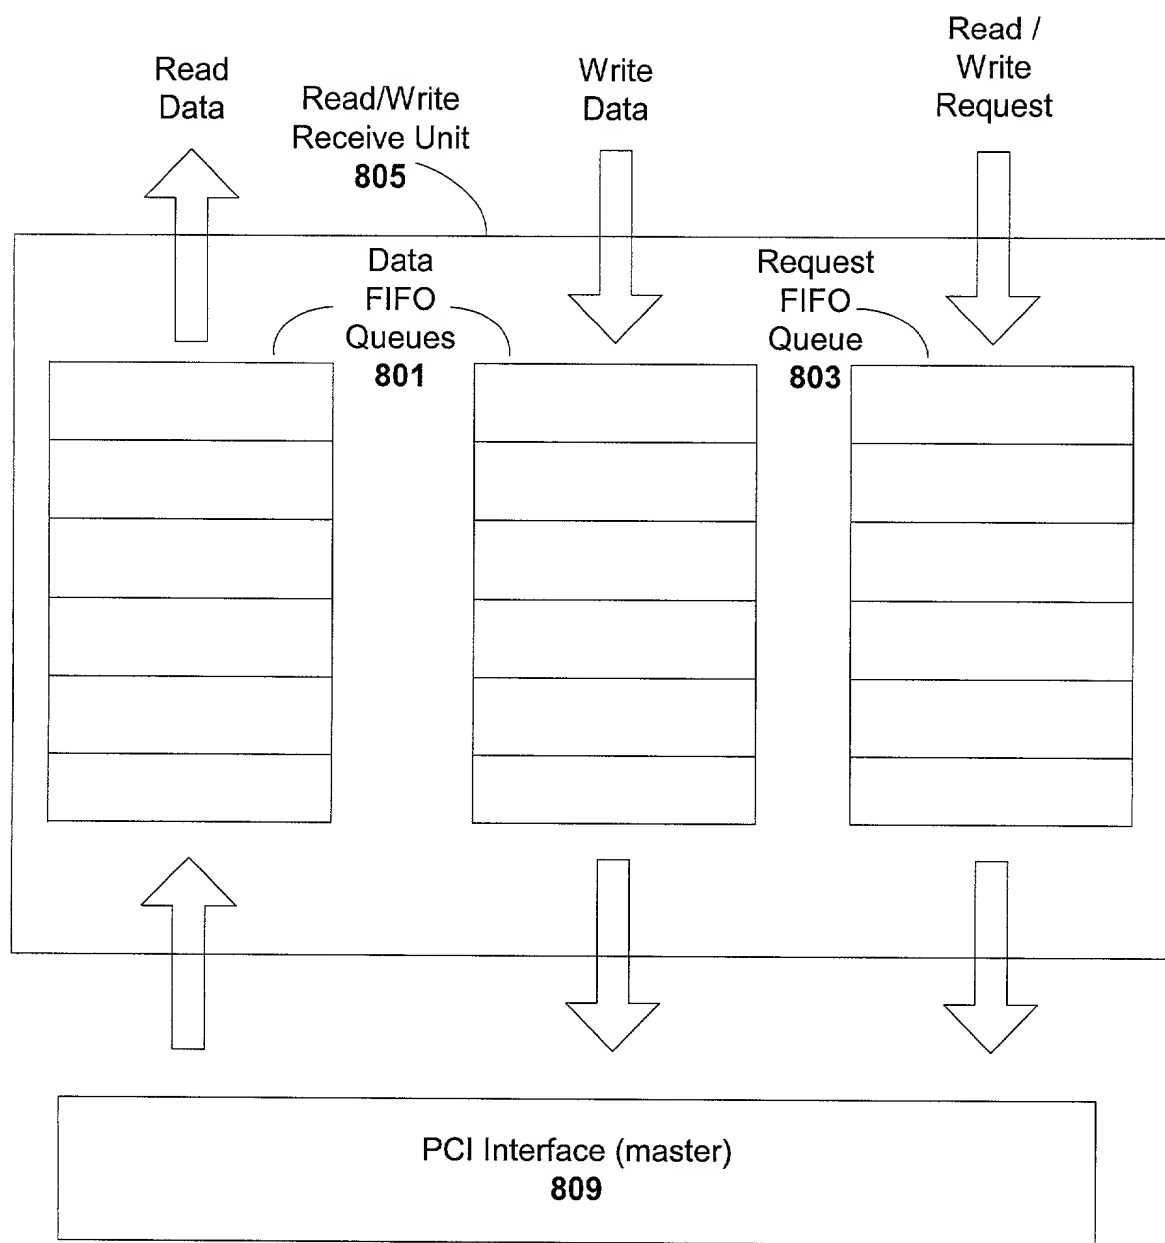 Read
Data
Read/Write
Receive Unit
805
Write
Data
Read /
Write
Request
Data
FIFO
Queues
801
Request
FIFO
Queue
803
PCI Interface (master)
809